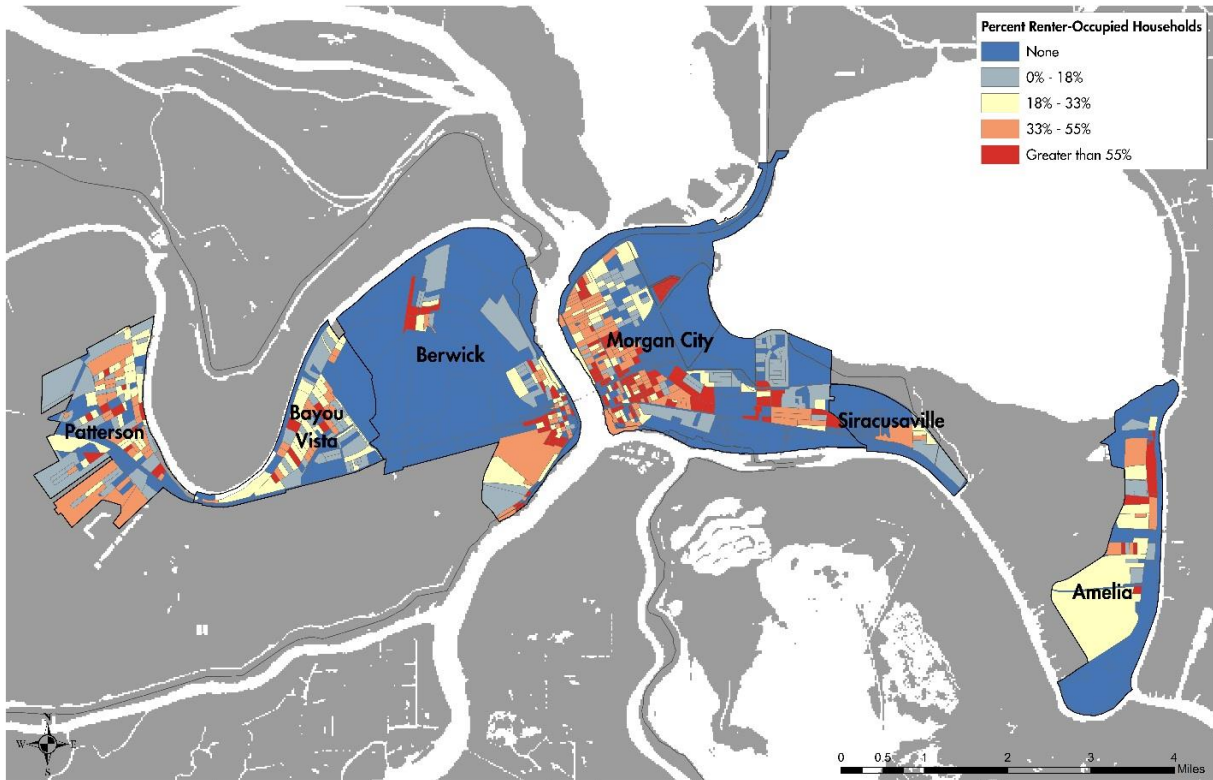 Percent Renter-Occupied Households
None
0% - 18%
18% - 33%
33% - 55%
Greater than 55%
Morgan City
Berwick
Bayou
Vista
Siracusaville
Patterson
Amelia
N
W E
S
0 0.5 1 2 3 4
Miles